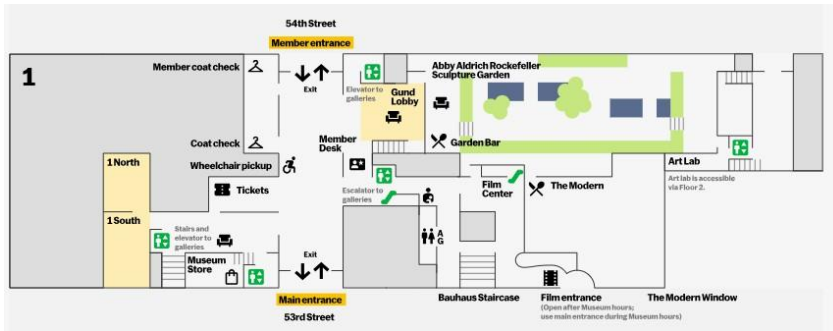 54th Street
Member entrance
1
Member coat check
Exit
Elevator to
galleries
Gund
Lobby
Abby Aldrich Rockefeller
Sculpture Garden
Coat check
Member
Desk
Garden Bar
Wheelchair pickup
1 North
Tickets
Escalator to
galleries
Film
Center
The Modern
Art Lab
Art lab is accessible
via Floor 2.
1 South
Stairs and
elevator to
galleries
A
G
Museum
Store
Exit
Main entrance
53rd Street
Bauhaus Staircase
Film entrance
(Open after Museum hours;
use main entrance during Museum hours)
The Modern Window